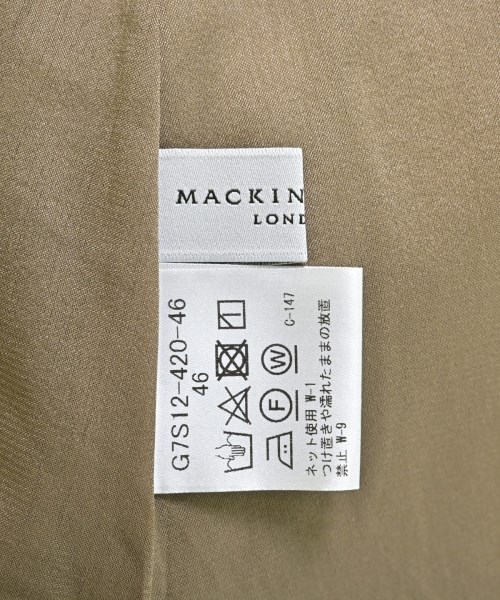 MACKIN
LOND
G7S12-420-46
46
F
W
C-147
ネット使用 W-1
つけ置きや濡れたままの放置
禁止 W-9